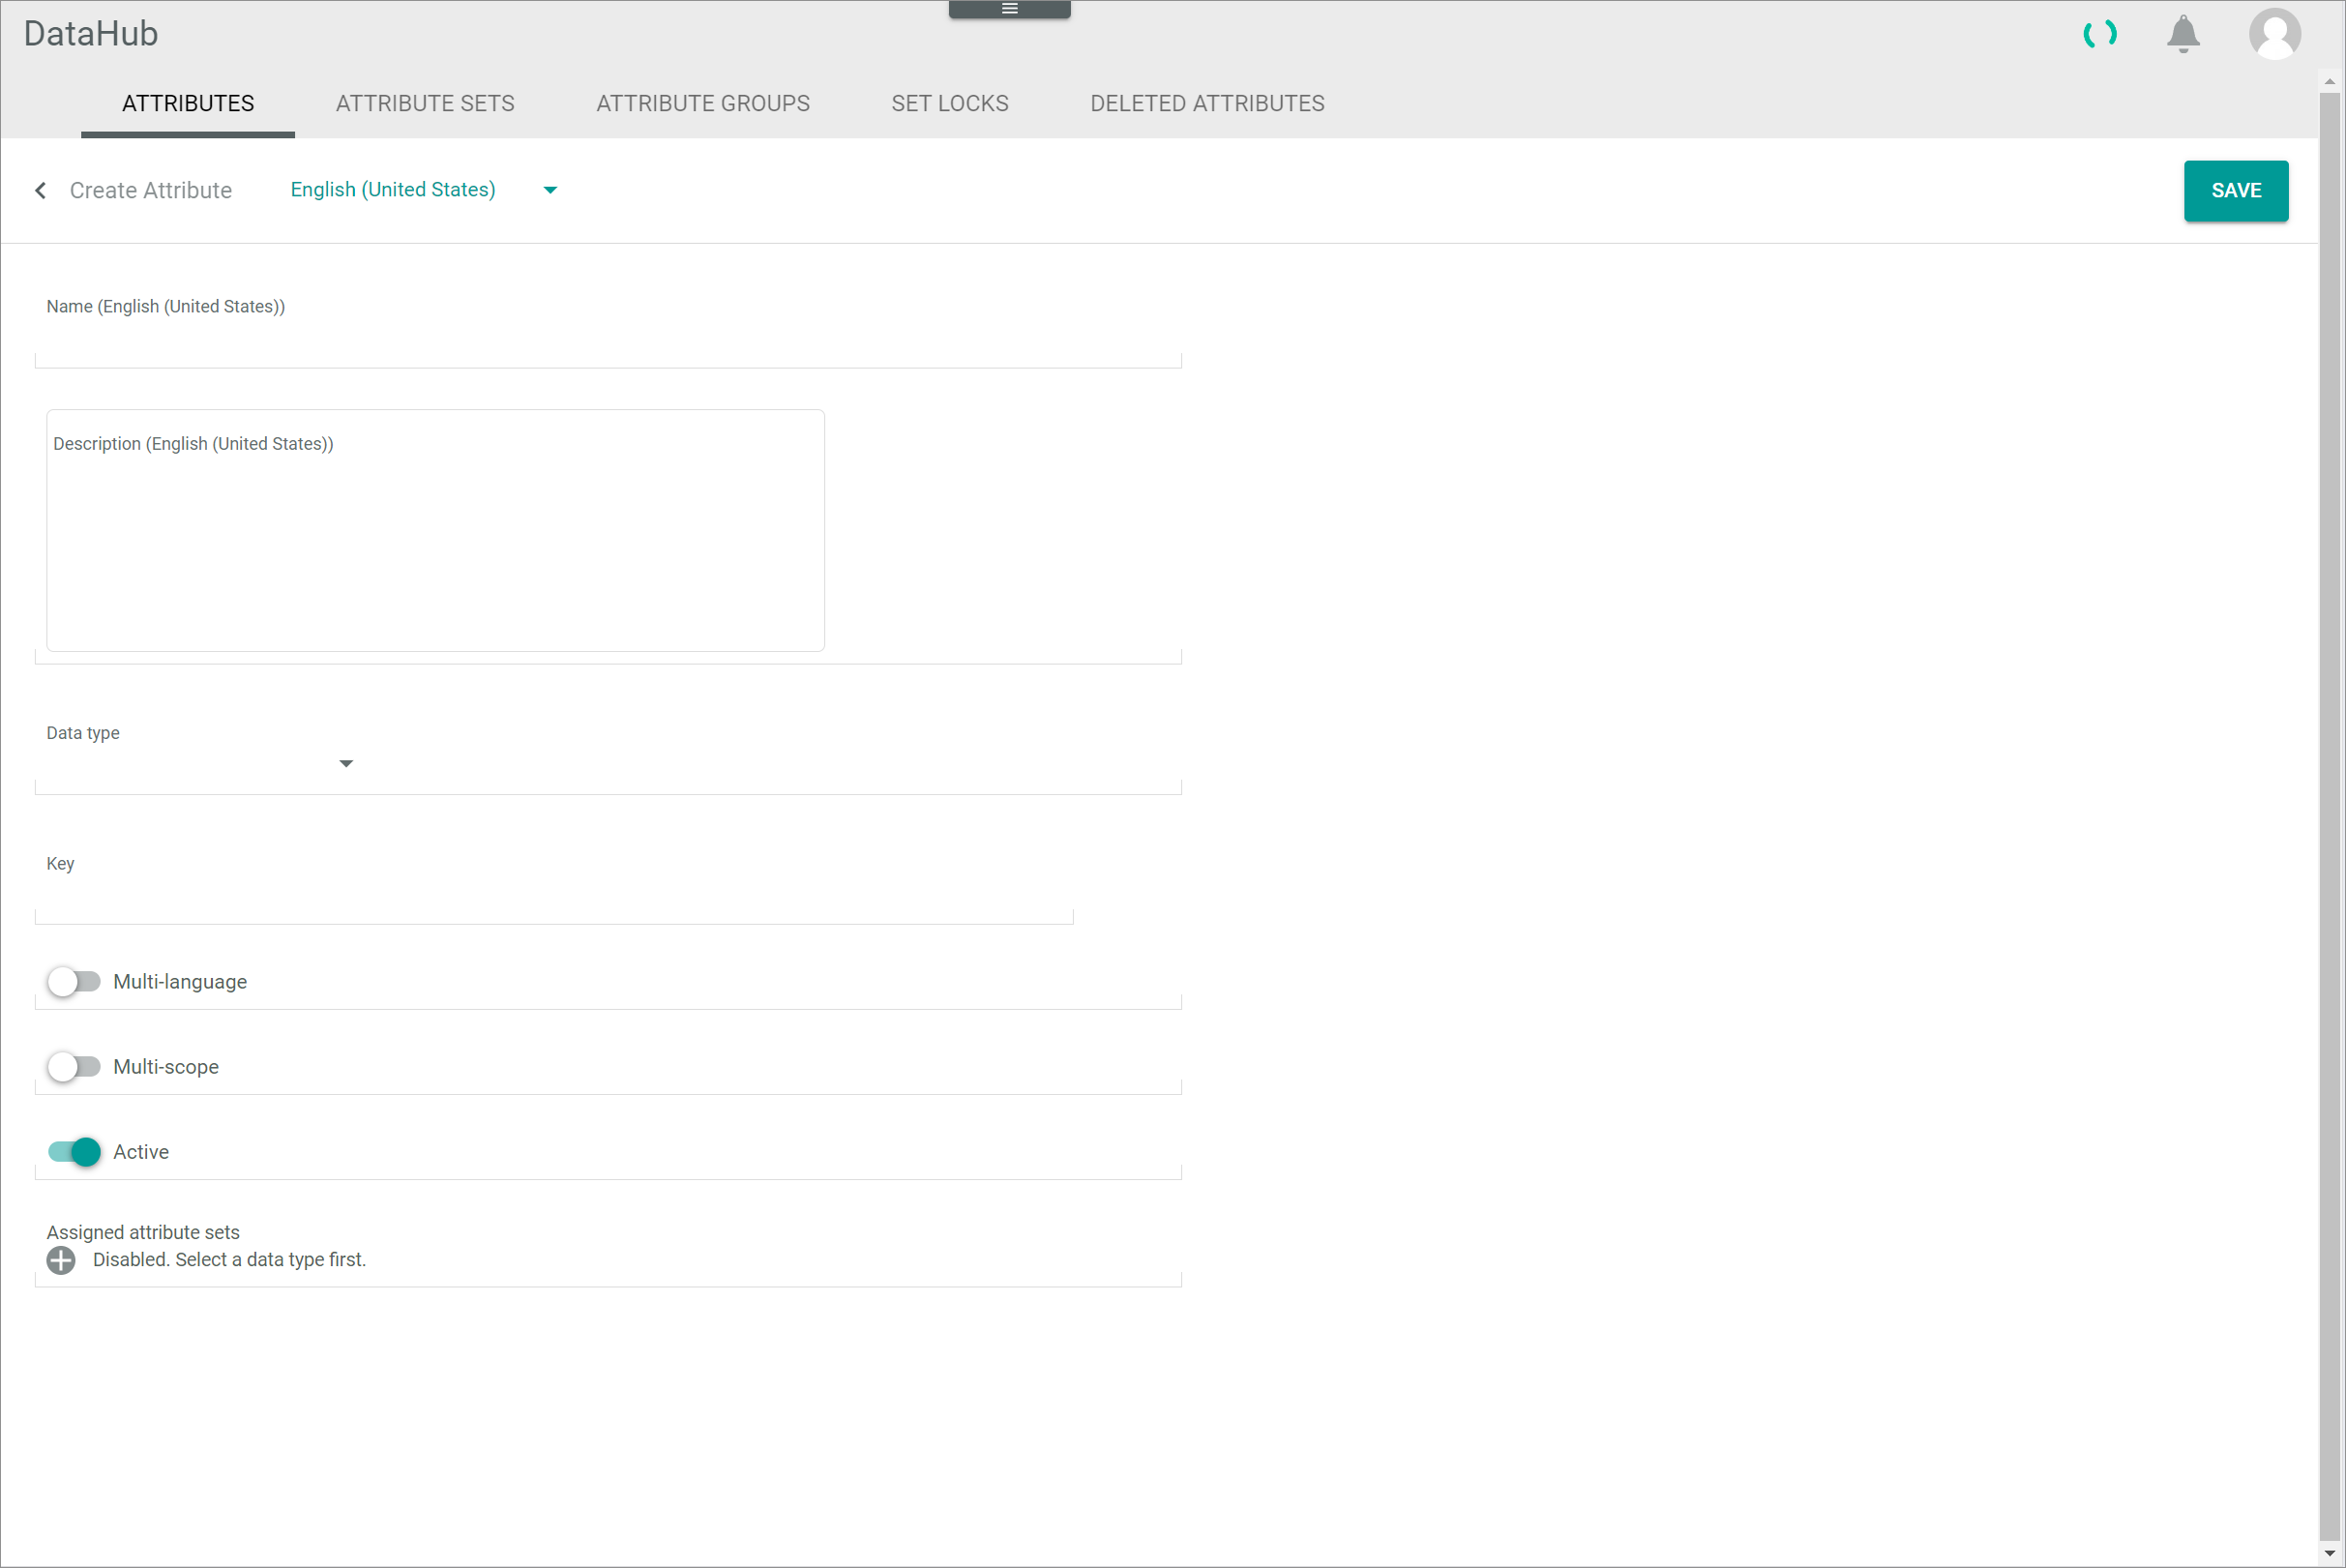 DataHub
ATTRIBUTES ATTRIBUTE SETS ATTRIBUTE GROUPS SET LOCKS DELETED ATTRIBUTES
Create Attribute English (United States) SAVE
Name (English (United States))
Description (English (United States))
Data type
Key
Multi-language
Multi-scope
Active
Assigned attribute sets
Disabled. Select a data type first.